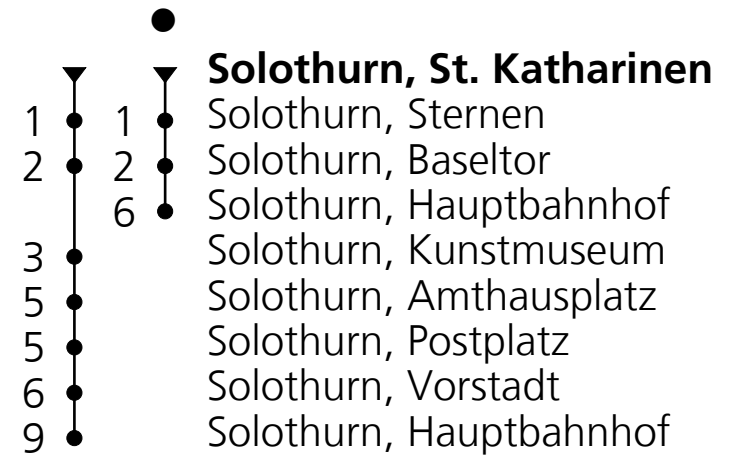 Solothurn, St. Katharinen
1 1 Solothurn, Sternen
2 2 Solothurn, Baseltor
6 Solothurn, Hauptbahnhof
3 Solothurn, Kunstmuseum
5 Solothurn, Amthausplatz
5 Solothurn, Postplatz
6 Solothurn, Vorstadt
9 Solothurn, Hauptbahnhof